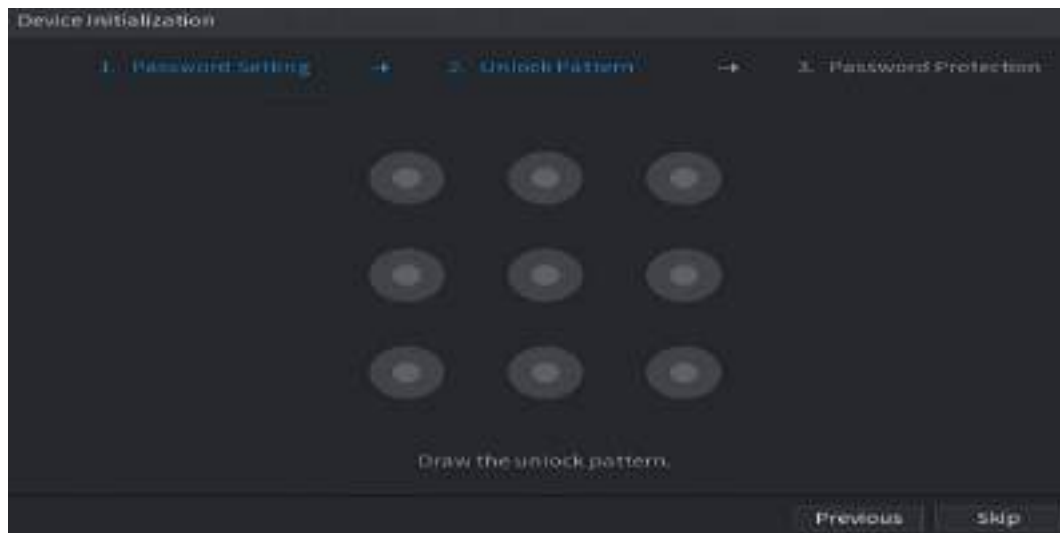 Device Initialization
1. Password Setting → 2. Unlock Pattern → 3. Password Protection
Draw the unlock pattern.
Previous Skip